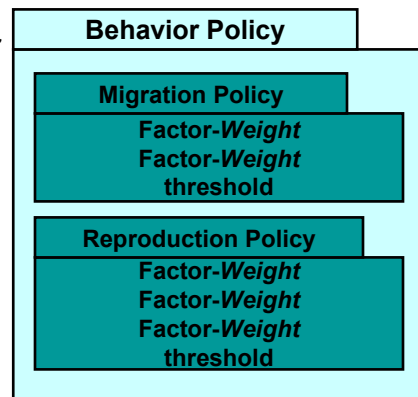 Behavior Policy
Migration Policy
Factor-Weight
Factor-Weight
threshold
Reproduction Policy
Factor-Weight
Factor-Weight
Factor-Weight
threshold